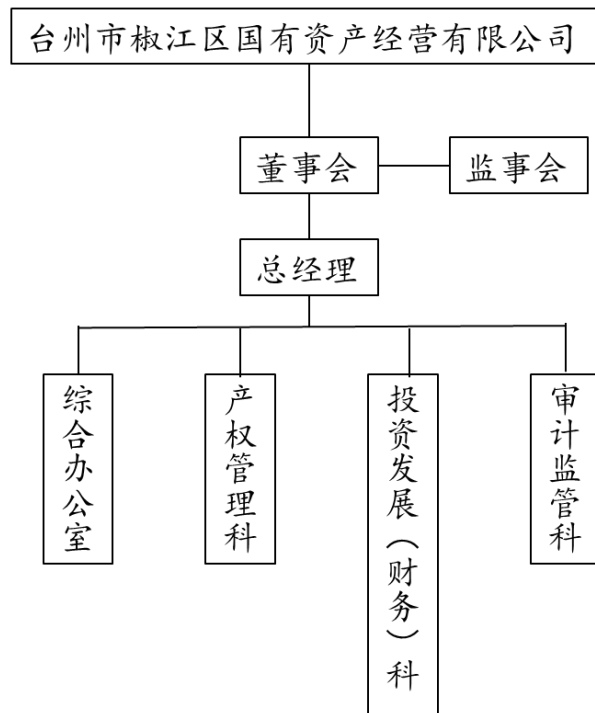 台州市椒江区国有资产经营有限公司
董事会
监事会
总经理
综合办公室
产权管理科
投资发展（财务）科
审计监管科